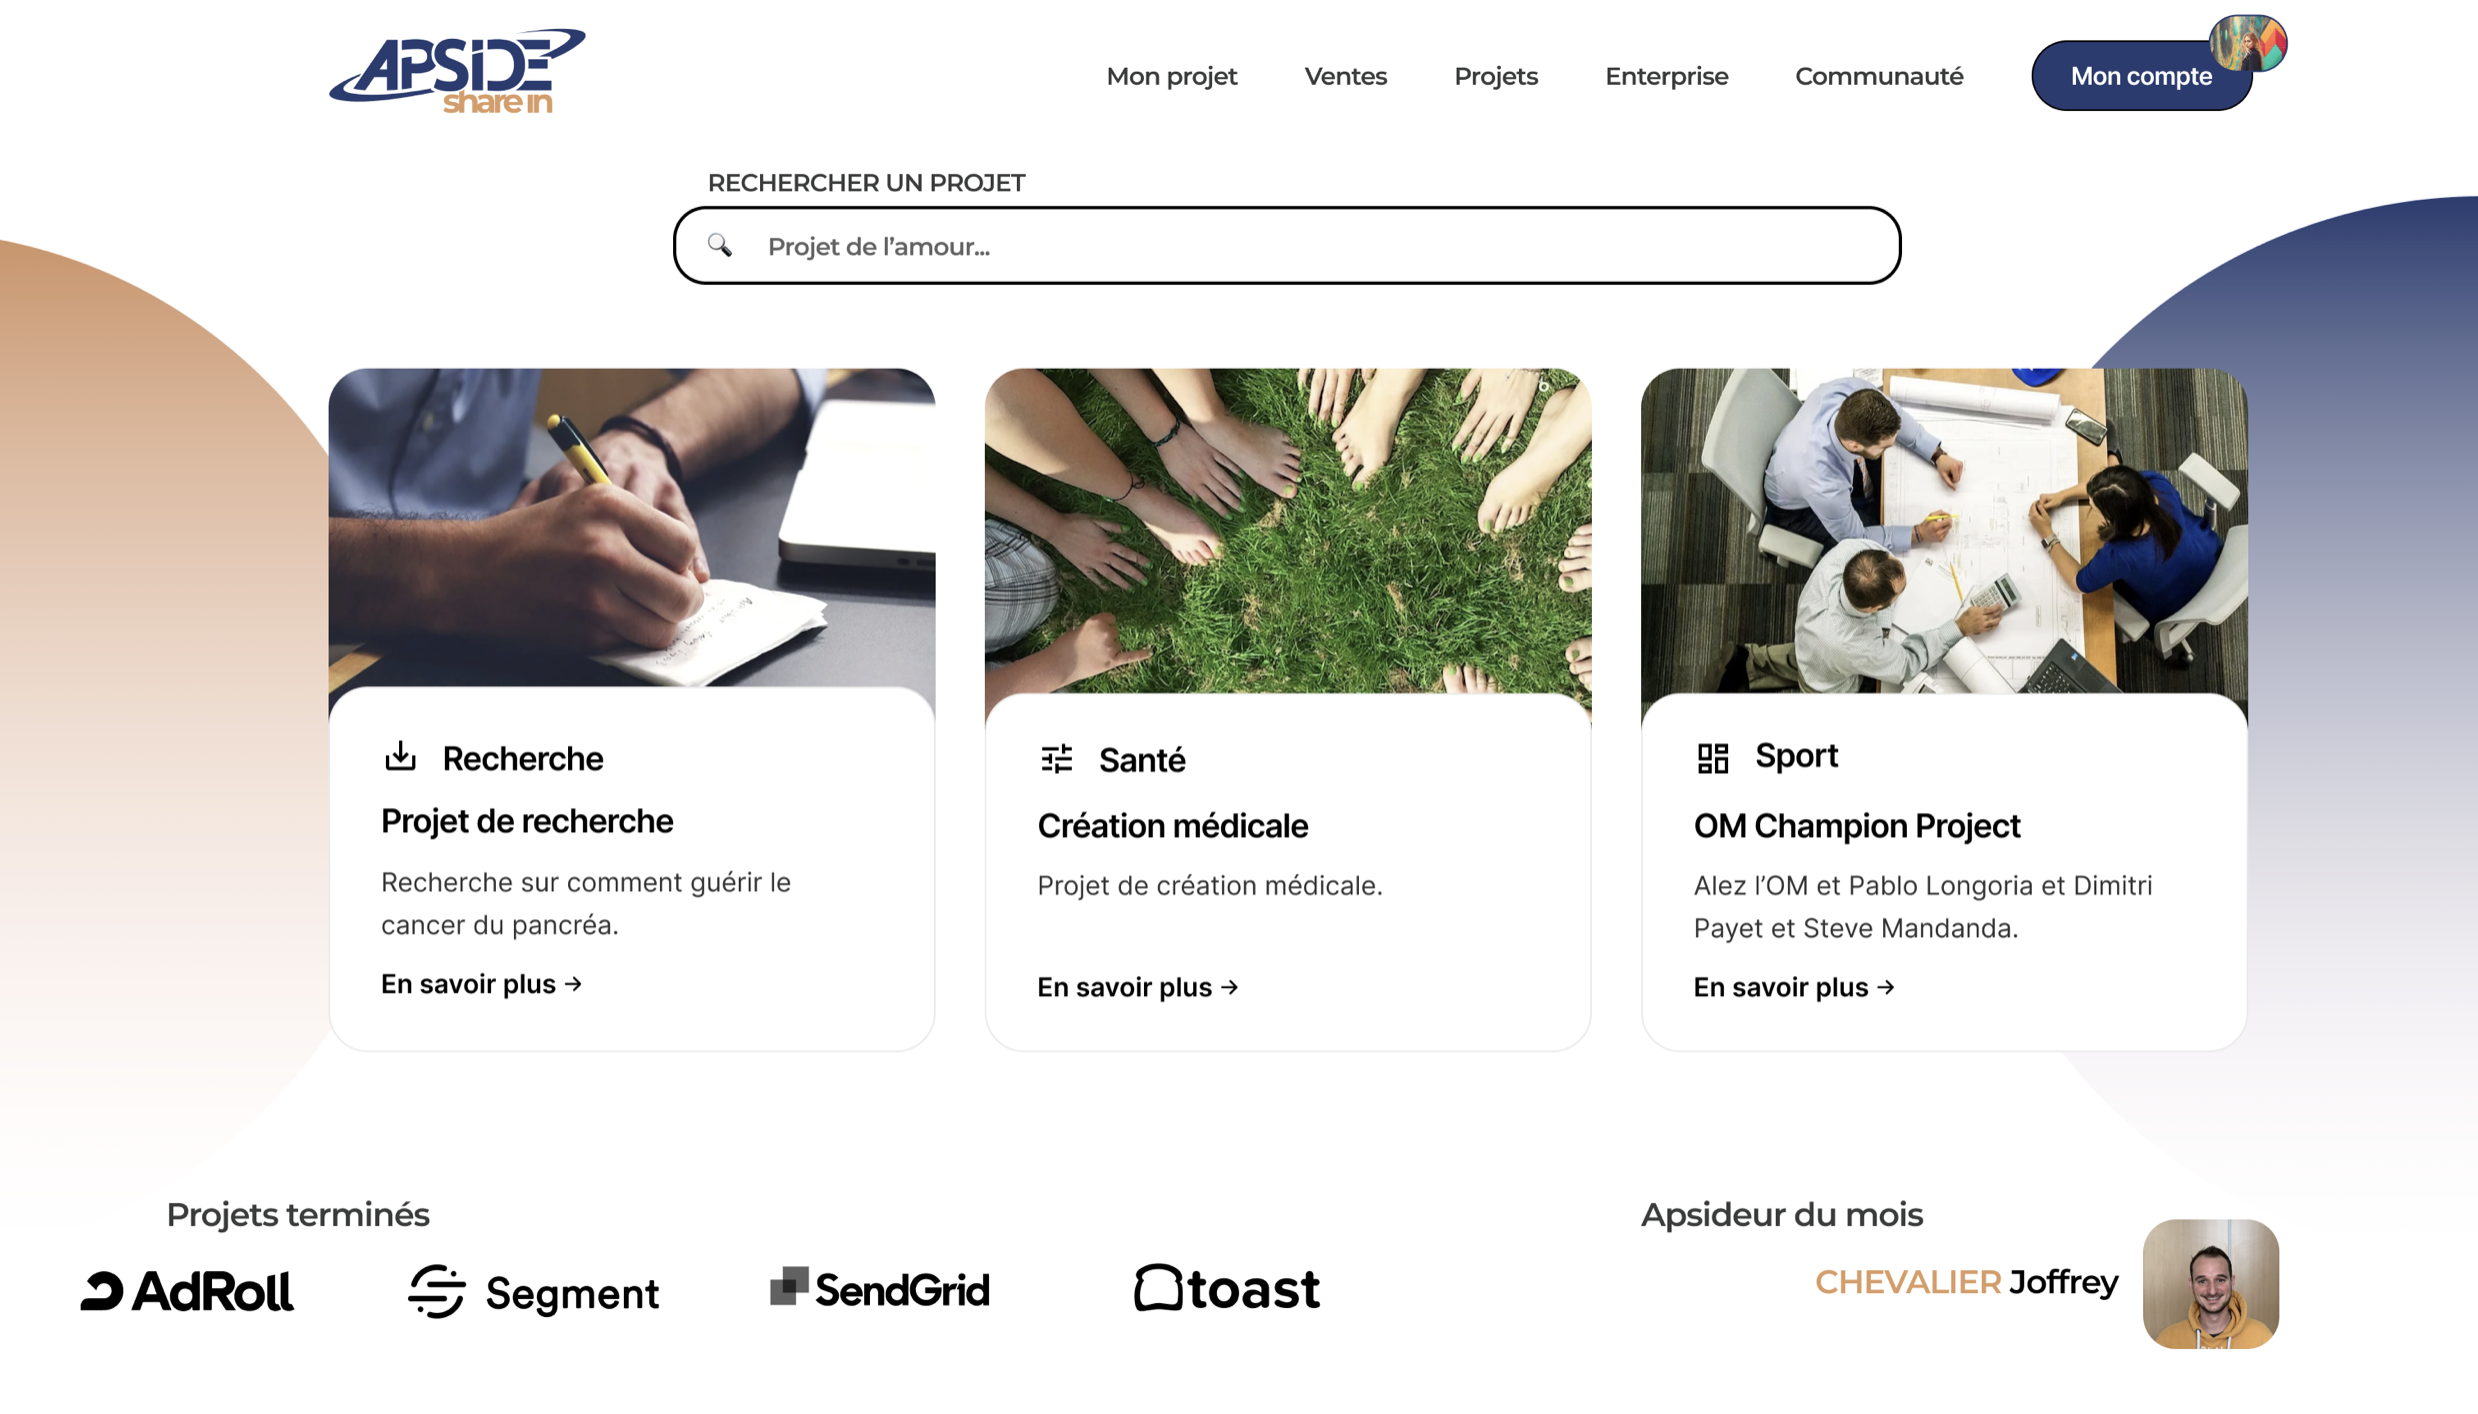 APSIDE
share in
Mon projet
Ventes
Projets
Enterprise
Communauté
Mon compte
RECHERCHER UN PROJET
Projet de l’amour...
Recherche
Projet de recherche
Recherche sur comment guérir le
cancer du pancréa.
En savoir plus →
Santé
Création médicale
Projet de création médicale.
En savoir plus →
Sport
OM Champion Project
Alez l’OM et Pablo Longoria et Dimitri
Payet et Steve Mandanda.
En savoir plus →
Projets terminés
AdRoll
Segment
SendGrid
toast
Apsideur du mois
CHEVALIER Joffrey